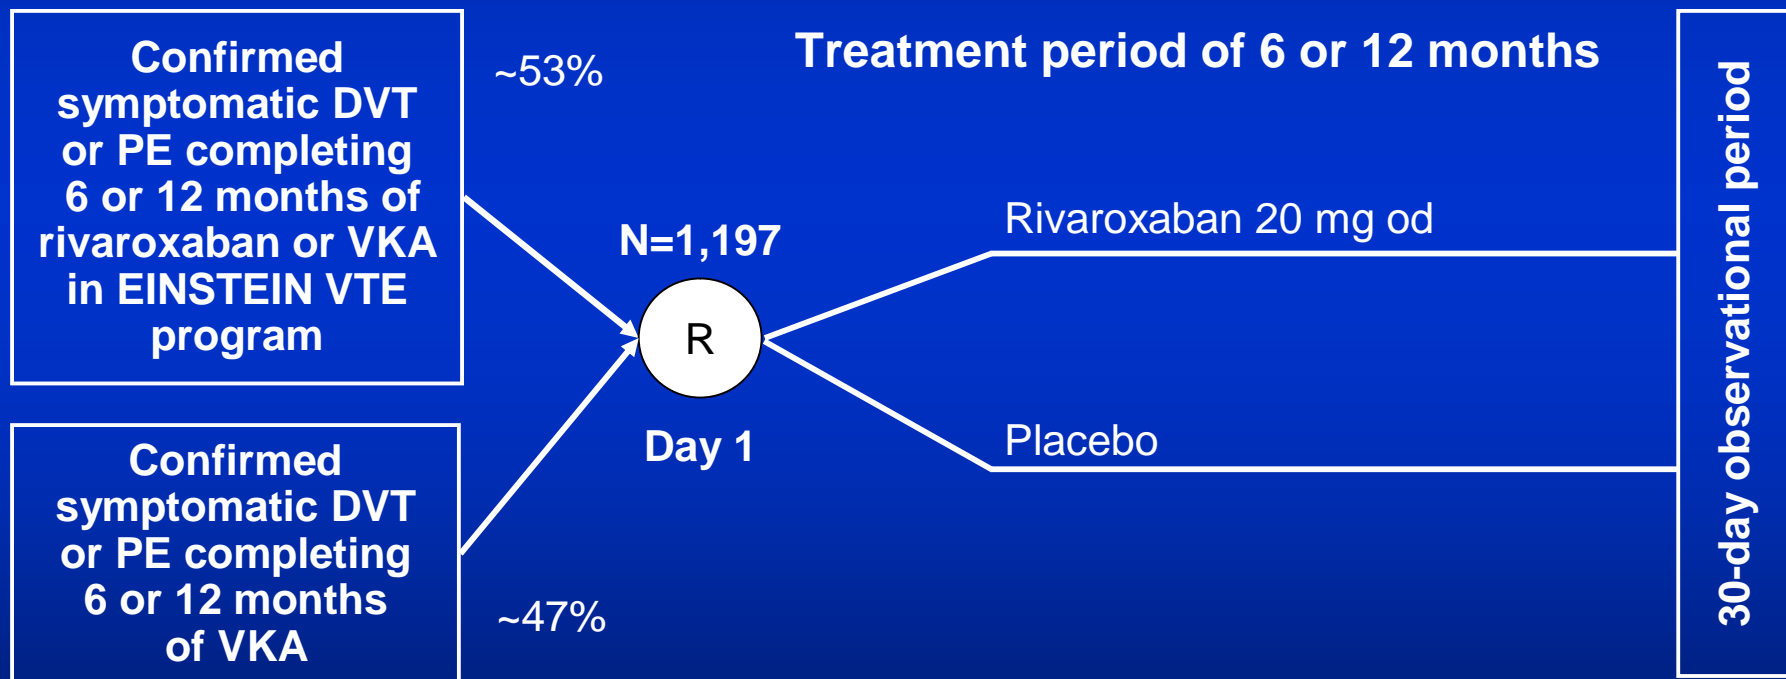 Confirmed
symptomatic DVT
or PE completing
6 or 12 months of
rivaroxaban or VKA
in EINSTEIN VTE
program
~53%
Treatment period of 6 or 12 months
N=1,197
R
Day 1
Rivaroxaban 20 mg od
Placebo
30-day observational period
Confirmed
symptomatic DVT
or PE completing
6 or 12 months
of VKA
~47%